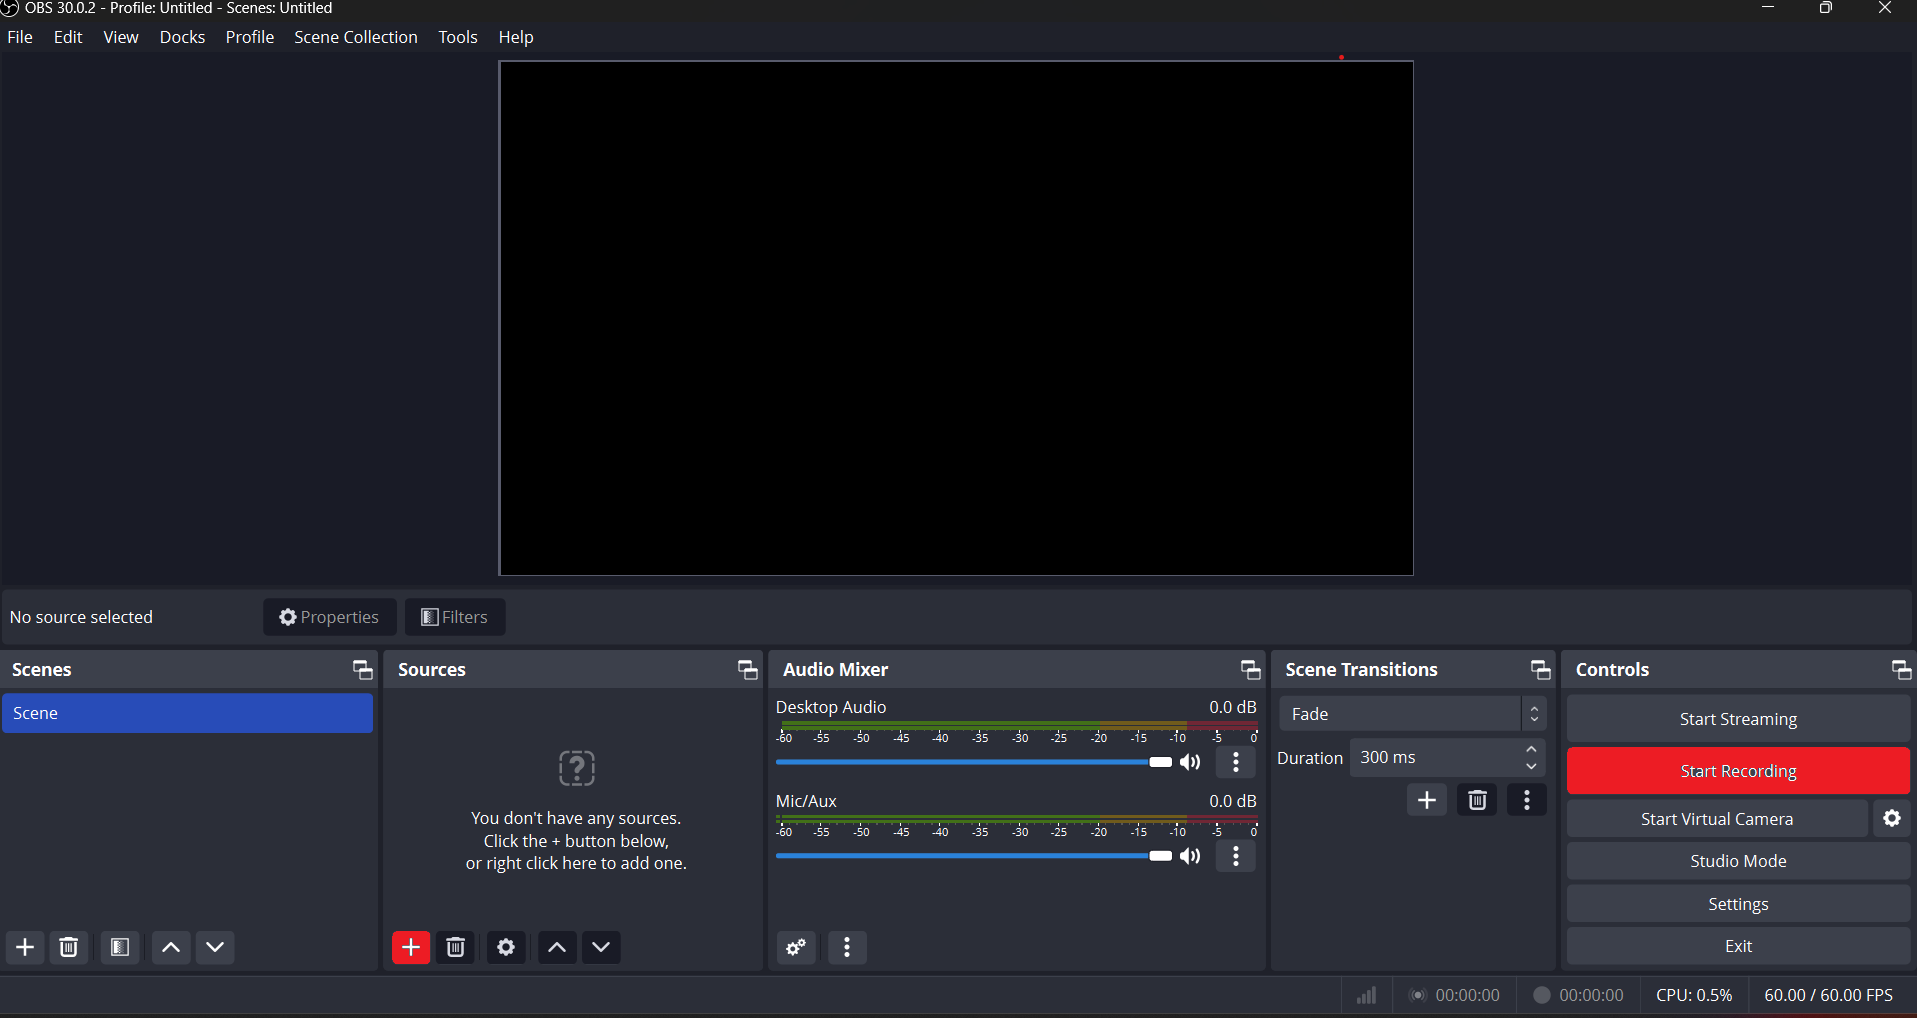 OBS 30.0.2 - Profile: Untitled - Scenes: Untitled
File Edit View Docks Profile Scene Collection Tools Help
No source selected Properties Filters
Scenes
Scene
Sources
?
You don't have any sources.
Click the + button below,
or right click here to add one.
Audio Mixer
Desktop Audio 0.0 dB
-60 -55 -50 -45 -40 -35 -30 -25 -20 -15 -10 -5 0
Mic/Aux 0.0 dB
-60 -55 -50 -45 -40 -35 -30 -25 -20 -15 -10 -5 0
Scene Transitions
Fade
Duration 300 ms
Controls
Start Streaming
Start Recording
Start Virtual Camera
Studio Mode
Settings
Exit
00:00:00 00:00:00 CPU: 0.5% 60.00 / 60.00 FPS